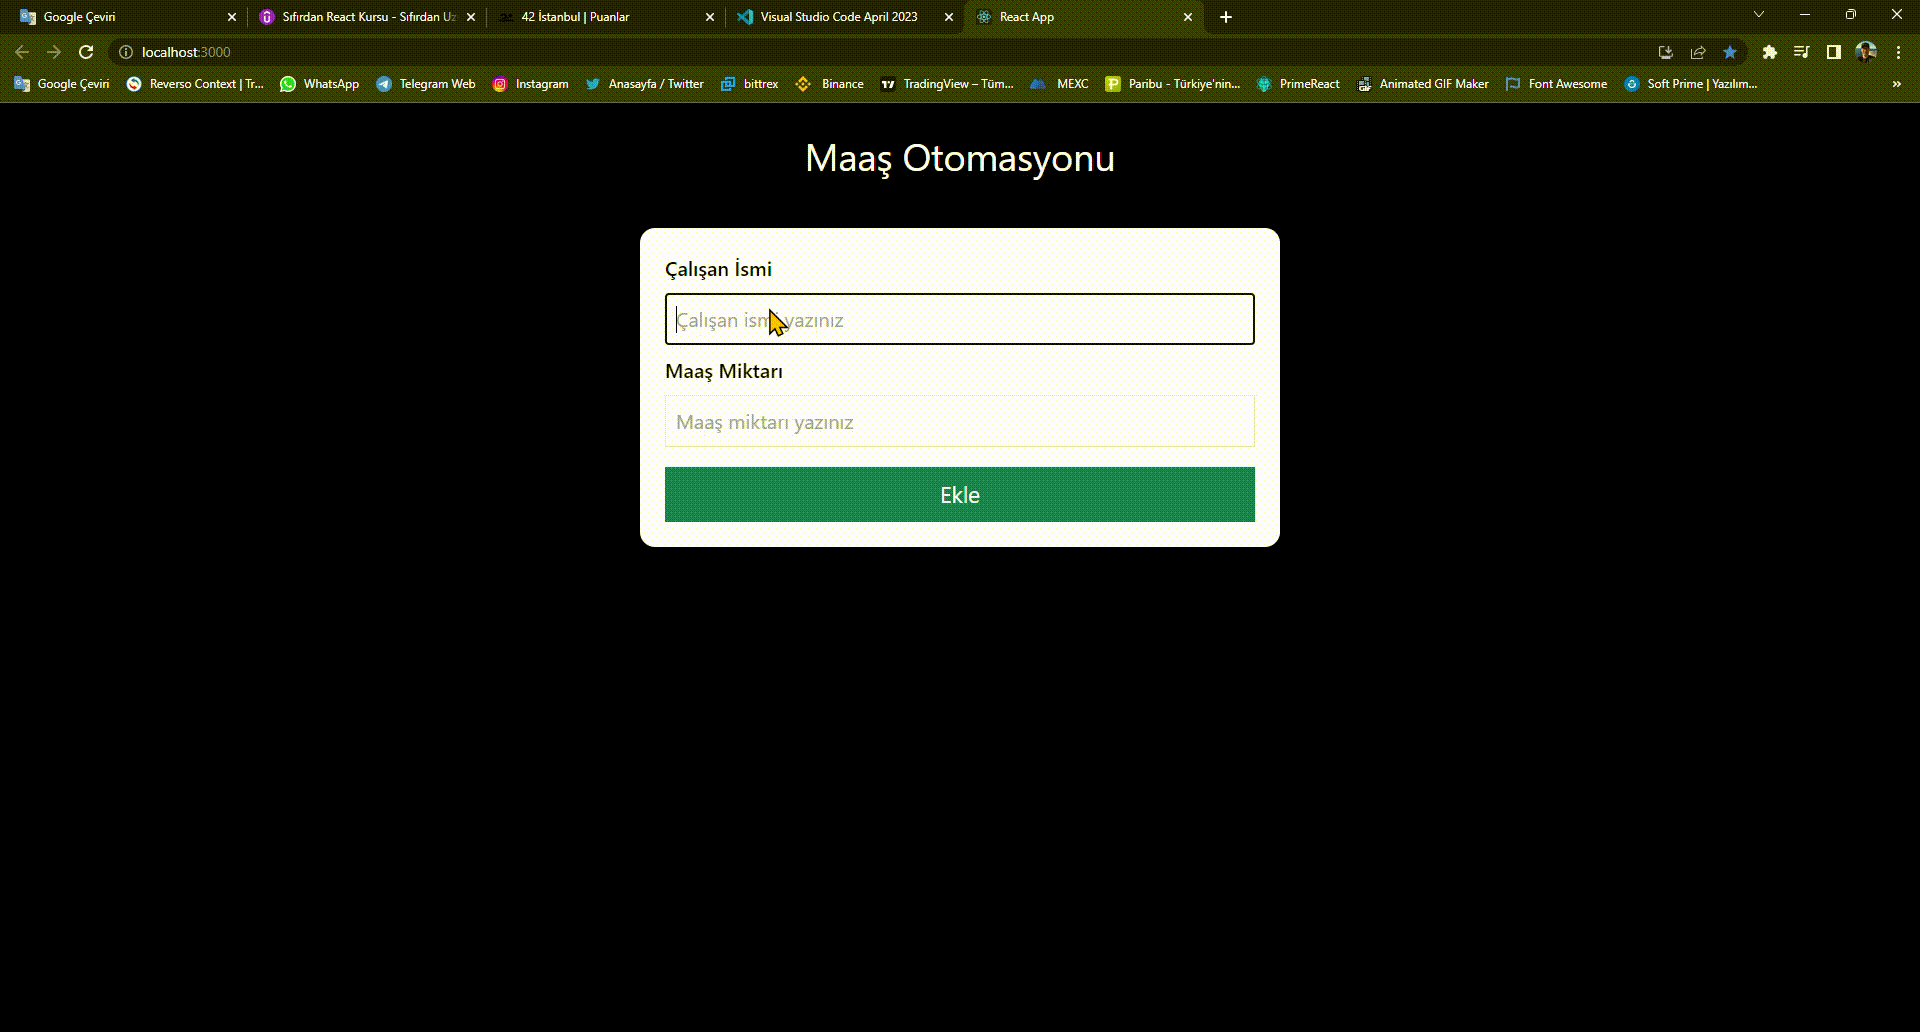 Google Çeviri
Sıfırdan React Kursu - Sıfırdan Uz
42 İstanbul | Puanlar
Visual Studio Code April 2023
React App
localhost:3000
Google Çeviri
Reverso Context | Tr...
WhatsApp
Telegram Web
Instagram
Anasayfa / Twitter
bittrex
Binance
TradingView – Tüm...
MEXC
Paribu - Türkiye'nin...
PrimeReact
Animated GIF Maker
Font Awesome
Soft Prime | Yazılım...
Maaş Otomasyonu
Çalışan İsmi
Çalışan ismi yazınız
Maaş Miktarı
Maaş miktarı yazınız
Ekle